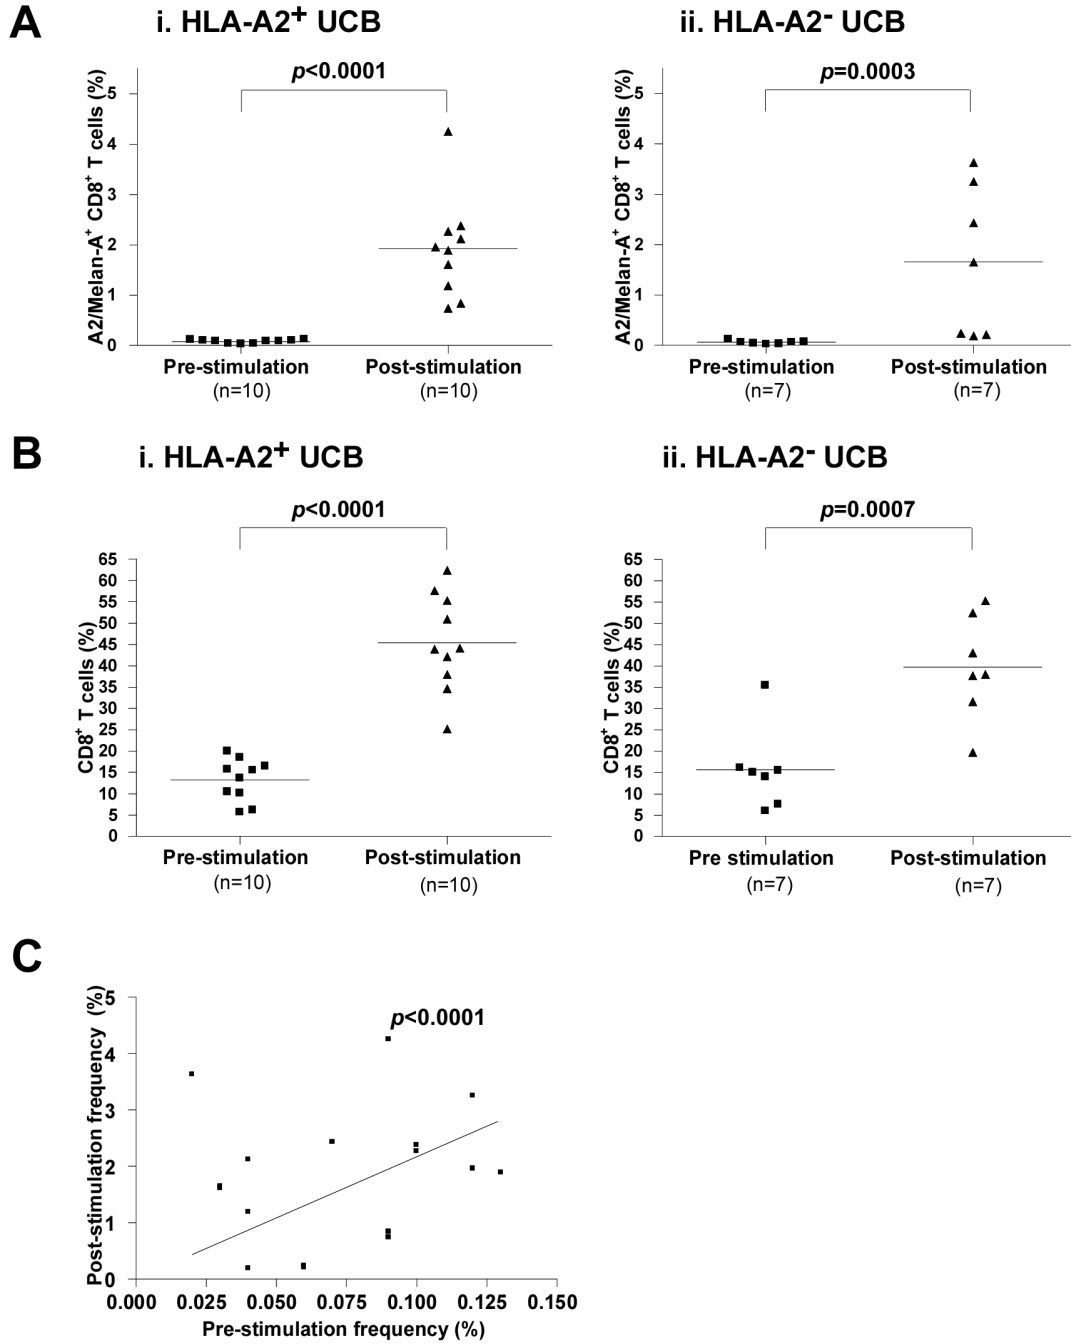 A
i. HLA-A2⁺ UCB
ii. HLA-A2⁻ UCB
p<0.0001
p=0.0003
A2/Melan-A⁺ CD8⁺ T cells (%)
5
4
3
2
1
0
A2/Melan-A⁺ CD8⁺ T cells (%)
5
4
3
2
1
0
Pre-stimulation
(n=10)
Post-stimulation
(n=10)
Pre-stimulation
(n=7)
Post-stimulation
(n=7)
B
i. HLA-A2⁺ UCB
ii. HLA-A2⁻ UCB
p<0.0001
p=0.0007
CD8⁺ T cells (%)
65
60
55
50
45
40
35
30
25
20
15
10
5
0
CD8⁺ T cells (%)
65
60
55
50
45
40
35
30
25
20
15
10
5
0
Pre-stimulation
(n=10)
Post-stimulation
(n=10)
Pre stimulation
(n=7)
Post-stimulation
(n=7)
C
p<0.0001
Post-stimulation frequency (%)
5
4
3
2
1
0
0.000 0.025 0.050 0.075 0.100 0.125 0.150
Pre-stimulation frequency (%)